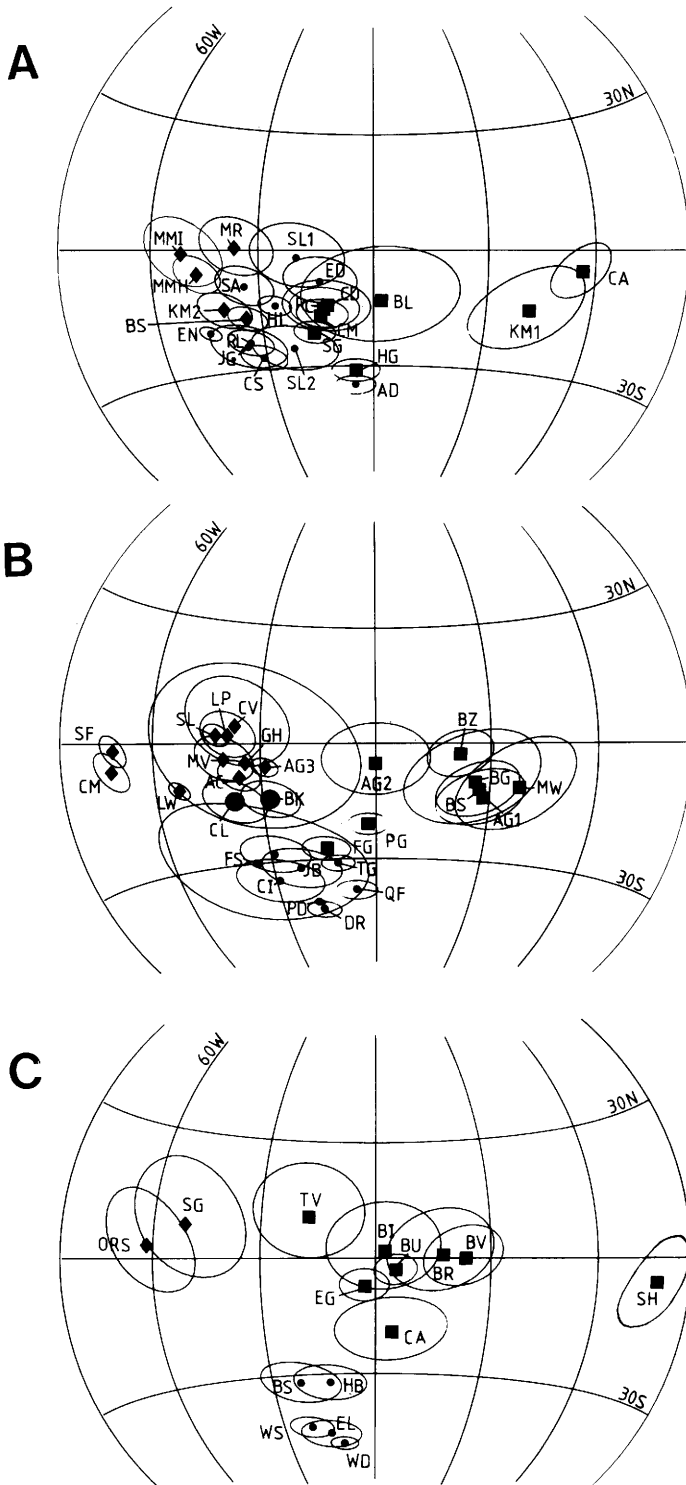 A
60W
30N
MMI
MR
SL1
MMH
SA
ED
CD
BL
CA
KM2
HI
KM1
BS
EN
EM
RL
SG
JG
HG
CS
SL2
AD
30S
B
60W
30N
SF
LP
CV
SL
GH
BZ
CM
MV
AG3
AG2
BG
MW
LW
AC
BK
BS
CL
AG1
PG
FS
FG
JB
TG
CI
QF
30S
PD
DR
C
60W
30N
SG
TV
ORS
BI
BU
BV
BR
EG
SH
CA
BS
HB
30S
WS
EL
WD